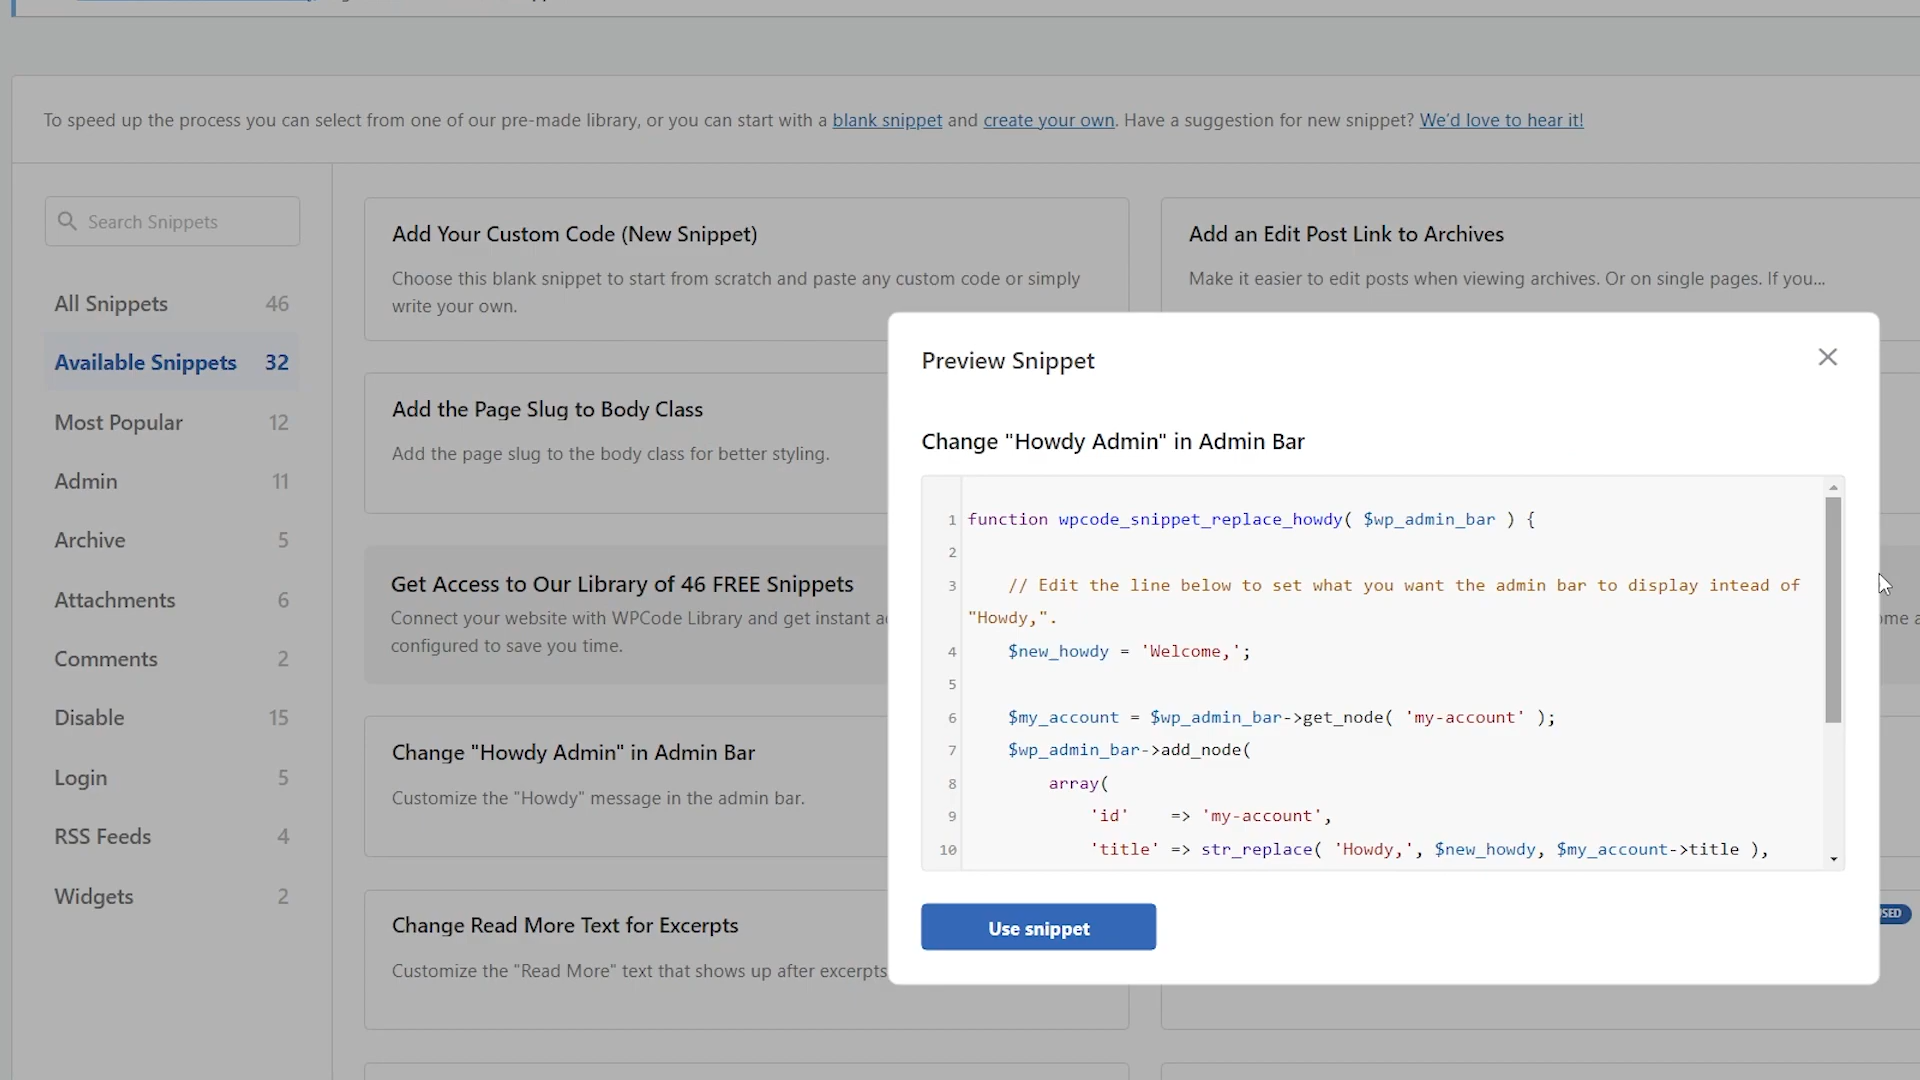 To speed up the process you can select from one of our pre-made library, or you can start with a blank snippet and create your own. Have a suggestion for new snippet? We'd love to hear it!
Search Snippets
All Snippets 46
Available Snippets 32
Most Popular 12
Admin 11
Archive 5
Attachments 6
Comments 2
Disable 15
Login 5
RSS Feeds 4
Widgets 2
Add Your Custom Code (New Snippet)
Choose this blank snippet to start from scratch and paste any custom code or simply
write your own.
Add an Edit Post Link to Archives
Make it easier to edit posts when viewing archives. Or on single pages. If you...
Add the Page Slug to Body Class
Add the page slug to the body class for better styling.
Get Access to Our Library of 46 FREE Snippets
Connect your website with WPCode Library and get instant
configured to save you time.
Change "Howdy Admin" in Admin Bar
Customize the "Howdy" message in the admin bar.
Change Read More Text for Excerpts
Customize the "Read More" text that shows up after excerpts
Preview Snippet
Change "Howdy Admin" in Admin Bar
1 function wpcode_snippet_replace_howdy( $wp_admin_bar ) {
2
3 // Edit the line below to set what you want the admin bar to display intead of
"Howdy,".
4 $new_howdy = 'Welcome,';
5
6 $my_account = $wp_admin_bar->get_node( 'my-account' );
7 $wp_admin_bar->add_node(
8 array(
9 'id' => 'my-account',
10 'title' => str_replace( 'Howdy,', $new_howdy, $my_account->title ),
Use snippet